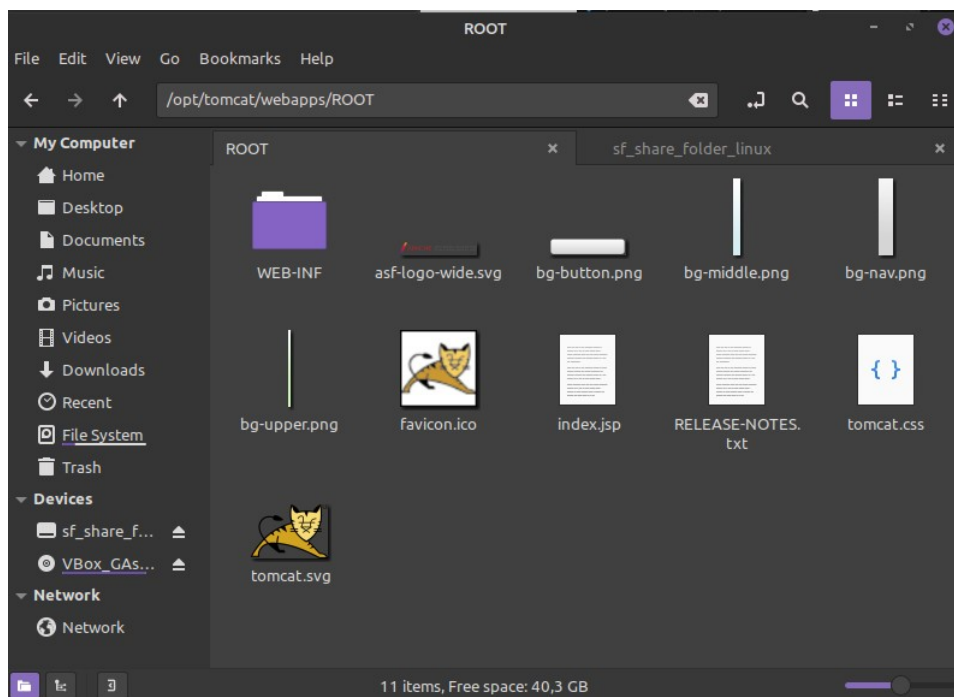 ROOT
File Edit View Go Bookmarks Help
/opt/tomcat/webapps/ROOT
My Computer
Home
Desktop
Documents
Music
Pictures
Videos
Downloads
Recent
File System
Trash
Devices
sf_share_f...
VBox_GAs...
Network
Network
ROOT sf_share_folder_linux
WEB-INF asf-logo-wide.svg bg-button.png bg-middle.png bg-nav.png
bg-upper.png favicon.ico index.jsp RELEASE-NOTES. tomcat.css
txt
tomcat.svg
11 items, Free space: 40,3 GB